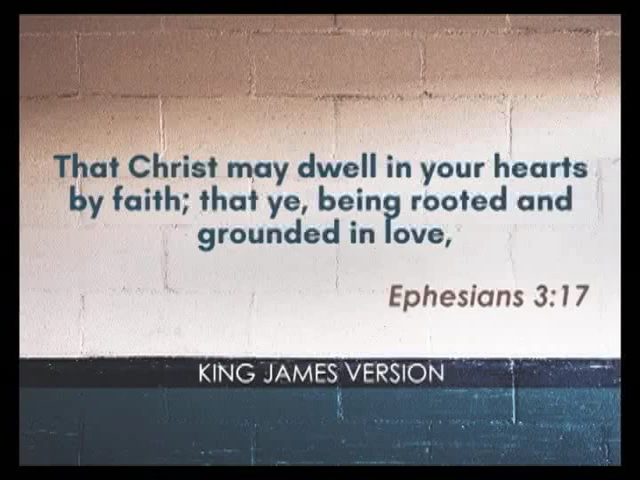 That Christ may dwell in your hearts
by faith; that ye, being rooted and
grounded in love,
Ephesians 3:17
KING JAMES VERSION